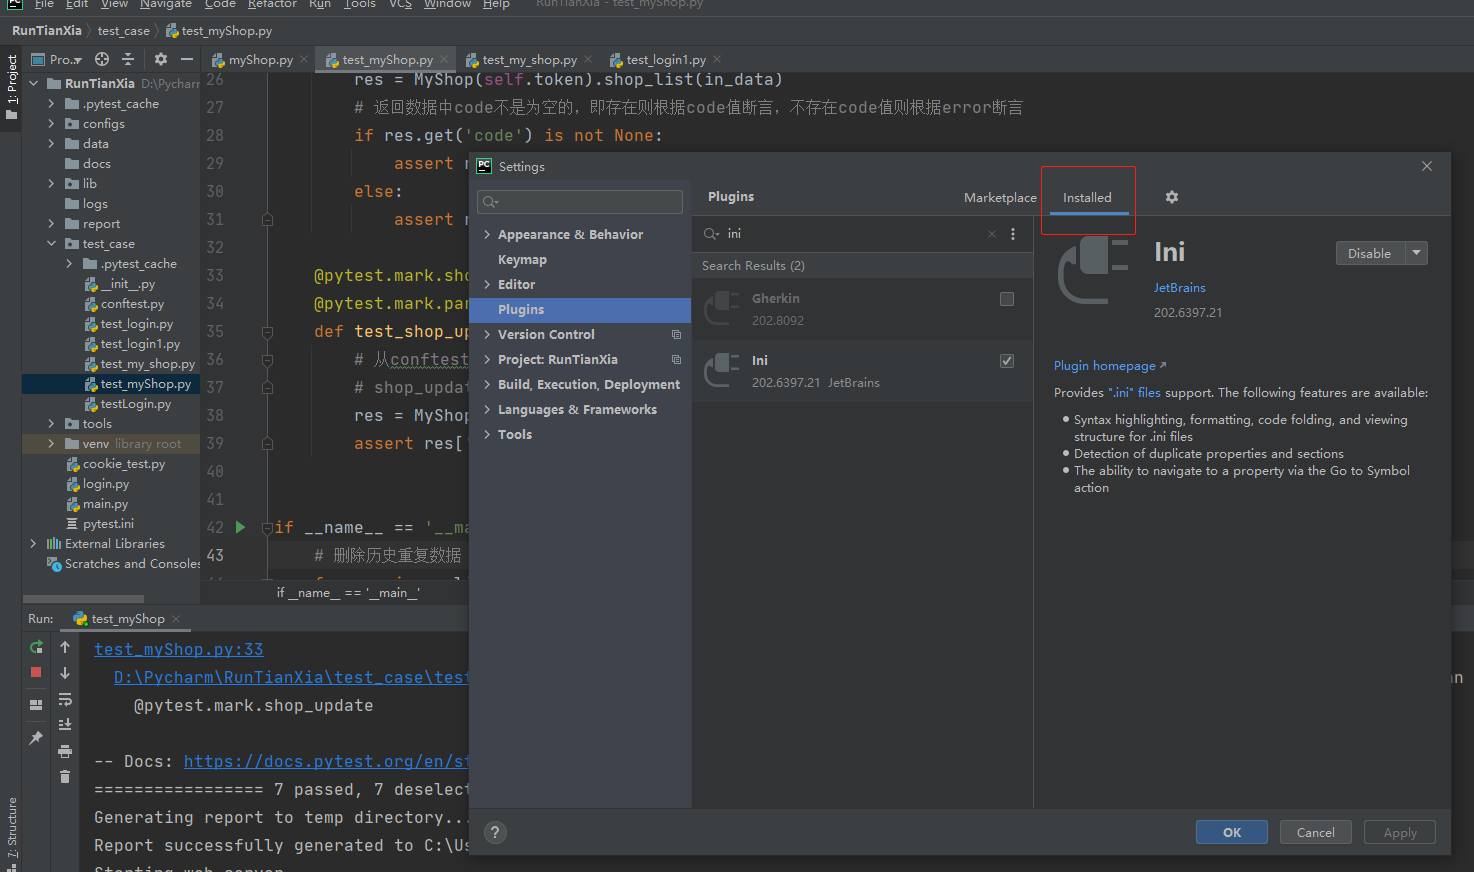 File Edit View Navigate Code Refactor Run Tools VCS Window Help RunTianXia - test_myShop.py
RunTianXia test_case test_myShop.py
1: Project
Pro...
myShop.py test_myShop.py test_my_shop.py test_login1.py
RunTianXia D:\Pycharm
.pytest_cache
configs
data
docs
lib
logs
report
test_case
.pytest_cache
__init__.py
conftest.py
test_login.py
test_login1.py
test_my_shop.py
test_myShop.py
testLogin.py
tools
venv library root
cookie_test.py
login.py
main.py
pytest.ini
External Libraries
Scratches and Consoles
26 res = MyShop(self.token).shop_list(in_data)
27 # 返回数据中code不是为空的，即存在则根据code值断言，不存在code值则根据error断言
28 if res.get('code') is not None:
29 assert r
30 else:
31 assert r
32
33 @pytest.mark.sho
34 @pytest.mark.par
35 def test_shop_up
36 # 从conftest
37 # shop_updat
38 res = MyShop
39 assert res['
40
41
42 if __name__ == '__ma
43 # 删除历史重复数据
if __name__ == '__main__'
PC Settings
Appearance & Behavior
Keymap
Editor
Plugins
Version Control
Project: RunTianXia
Build, Execution, Deployment
Languages & Frameworks
Tools
Plugins Marketplace Installed
ini
Search Results (2)
Gherkin
202.8092
Ini
202.6397.21 JetBrains
Ini
Disable
JetBrains
202.6397.21
Plugin homepage
Provides ".ini" files support. The following features are available:
Syntax highlighting, formatting, code folding, and viewing
structure for .ini files
Detection of duplicate properties and sections
The ability to navigate to a property via the Go to Symbol
action
? OK Cancel Apply
Run: test_myShop
test_myShop.py:33
D:\Pycharm\RunTianXia\test_case\test
@pytest.mark.shop_update
-- Docs: https://docs.pytest.org/en/st
================= 7 passed, 7 deselect
Generating report to temp directory...
Report successfully generated to C:\Us
Starting web server
7: Structure